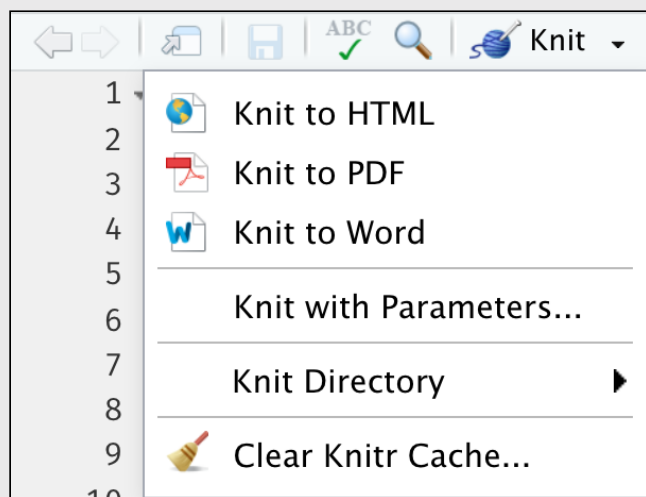 ABC Knit
1
Knit to HTML
2
3
Knit to PDF
4
Knit to Word
5
6
Knit with Parameters...
7
Knit Directory
8
9
Clear Knitr Cache...
10